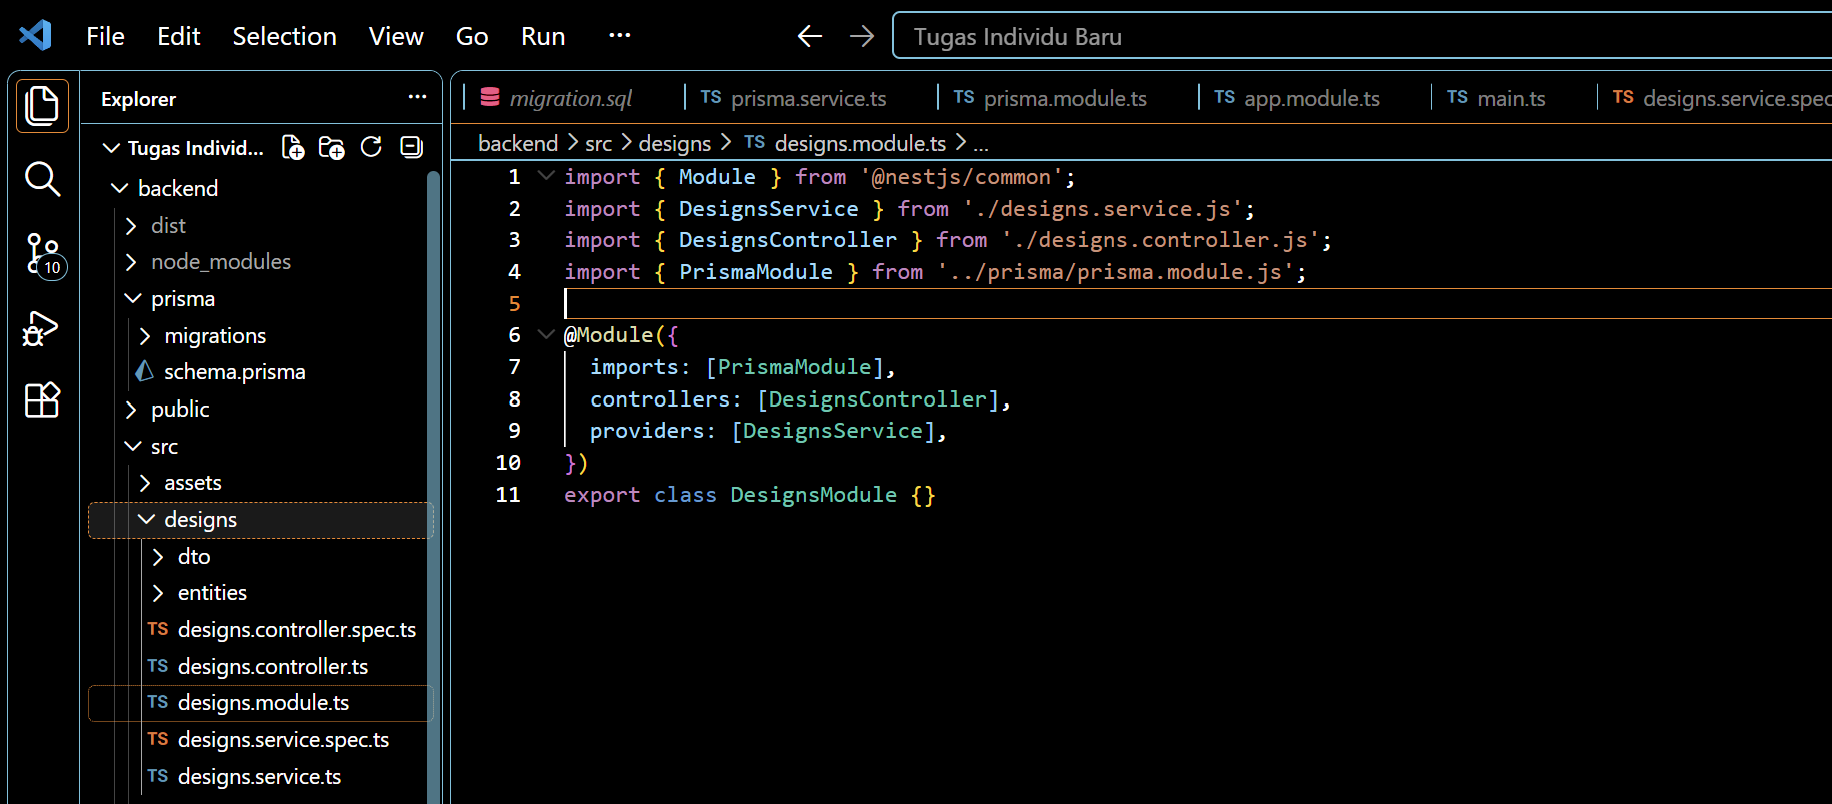 File Edit Selection View Go Run ··· Tugas Individu Baru
Explorer ···
Tugas Individ...
backend
dist
node_modules
prisma
migrations
schema.prisma
public
src
assets
designs
dto
entities
TS designs.controller.spec.ts
TS designs.controller.ts
TS designs.module.ts
TS designs.service.spec.ts
TS designs.service.ts
10
migration.sql TS prisma.service.ts TS prisma.module.ts TS app.module.ts TS main.ts TS designs.service.spec
backend > src > designs > TS designs.module.ts > ...
1 import { Module } from '@nestjs/common';
2 import { DesignsService } from './designs.service.js';
3 import { DesignsController } from './designs.controller.js';
4 import { PrismaModule } from '../prisma/prisma.module.js';
5
6 @Module({
7 imports: [PrismaModule],
8 controllers: [DesignsController],
9 providers: [DesignsService],
10 })
11 export class DesignsModule {}